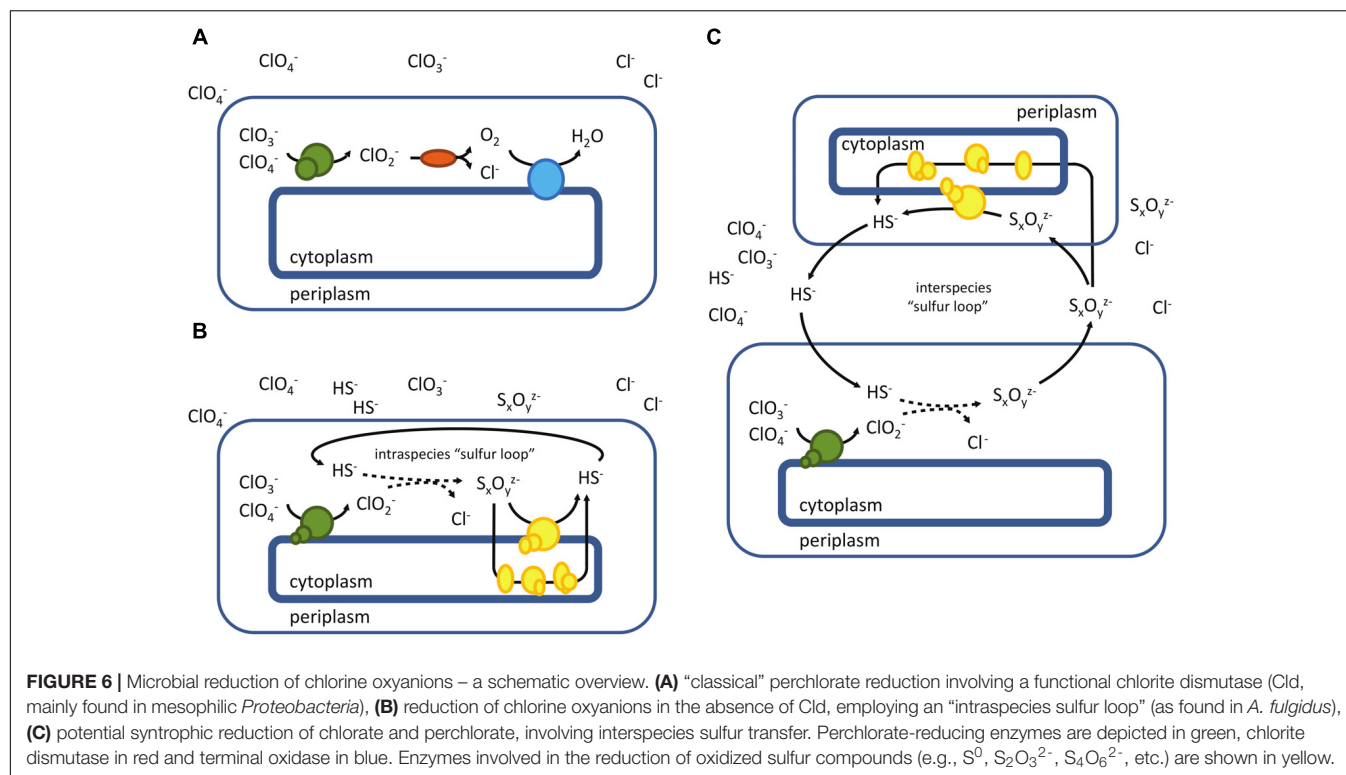 A
ClO₄⁻
ClO₃⁻
Cl⁻
Cl⁻
ClO₄⁻
ClO₃⁻
ClO₄⁻
ClO₂⁻
O₂
Cl⁻
H₂O
cytoplasm
periplasm
B
ClO₄⁻
HS⁻
HS⁻
ClO₃⁻
SₓOᵧᶻ⁻
Cl⁻
Cl⁻
ClO₄⁻
intraspecies “sulfur loop”
HS⁻
SₓOᵧᶻ⁻
HS⁻
ClO₃⁻
ClO₄⁻
ClO₂⁻
Cl⁻
cytoplasm
periplasm
C
periplasm
cytoplasm
HS⁻
SₓOᵧᶻ⁻
SₓOᵧᶻ⁻
Cl⁻
ClO₄⁻
ClO₃⁻
HS⁻
ClO₄⁻
HS⁻
interspecies
“sulfur loop”
SₓOᵧᶻ⁻
Cl⁻
HS⁻
SₓOᵧᶻ⁻
ClO₃⁻
ClO₄⁻
ClO₂⁻
Cl⁻
cytoplasm
periplasm
FIGURE 6 | Microbial reduction of chlorine oxyanions – a schematic overview. (A) “classical” perchlorate reduction involving a functional chlorite dismutase (Cld,
mainly found in mesophilic Proteobacteria), (B) reduction of chlorine oxyanions in the absence of Cld, employing an “intraspecies sulfur loop” (as found in A. fulgidus),
(C) potential syntrophic reduction of chlorate and perchlorate, involving interspecies sulfur transfer. Perchlorate-reducing enzymes are depicted in green, chlorite
dismutase in red and terminal oxidase in blue. Enzymes involved in the reduction of oxidized sulfur compounds (e.g., S⁰, S₂O₃²⁻, S₄O₆²⁻, etc.) are shown in yellow.